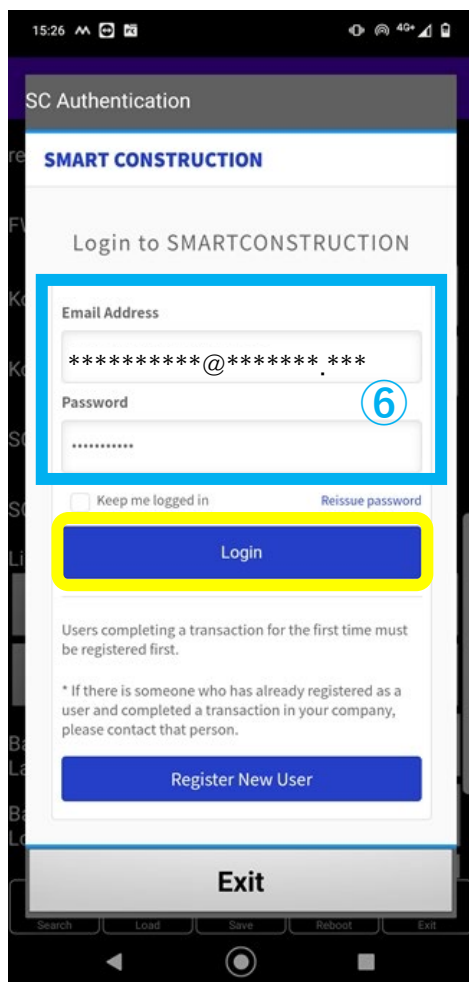 15:26
4G+
SC Authentication
re
SMART CONSTRUCTION
Login to SMARTCONSTRUCTION
Email Address
**********@*******.***
Password
⑥
•••••••••••
Keep me logged in
Reissue password
Login
Users completing a transaction for the first time must
be registered first.
* If there is someone who has already registered as a
user and completed a transaction in your company,
please contact that person.
Register New User
Exit
Search Load Save Reboot Exit